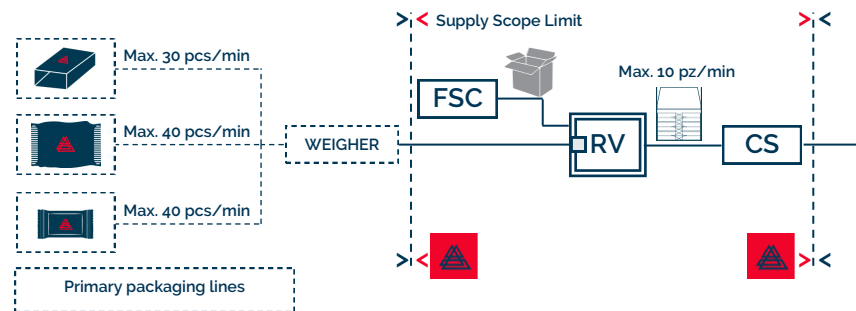 Supply Scope Limit
Max. 30 pcs/min
FSC
Max. 10 pz/min
Max. 40 pcs/min
WEIGHER
RV
CS
Max. 40 pcs/min
Primary packaging lines